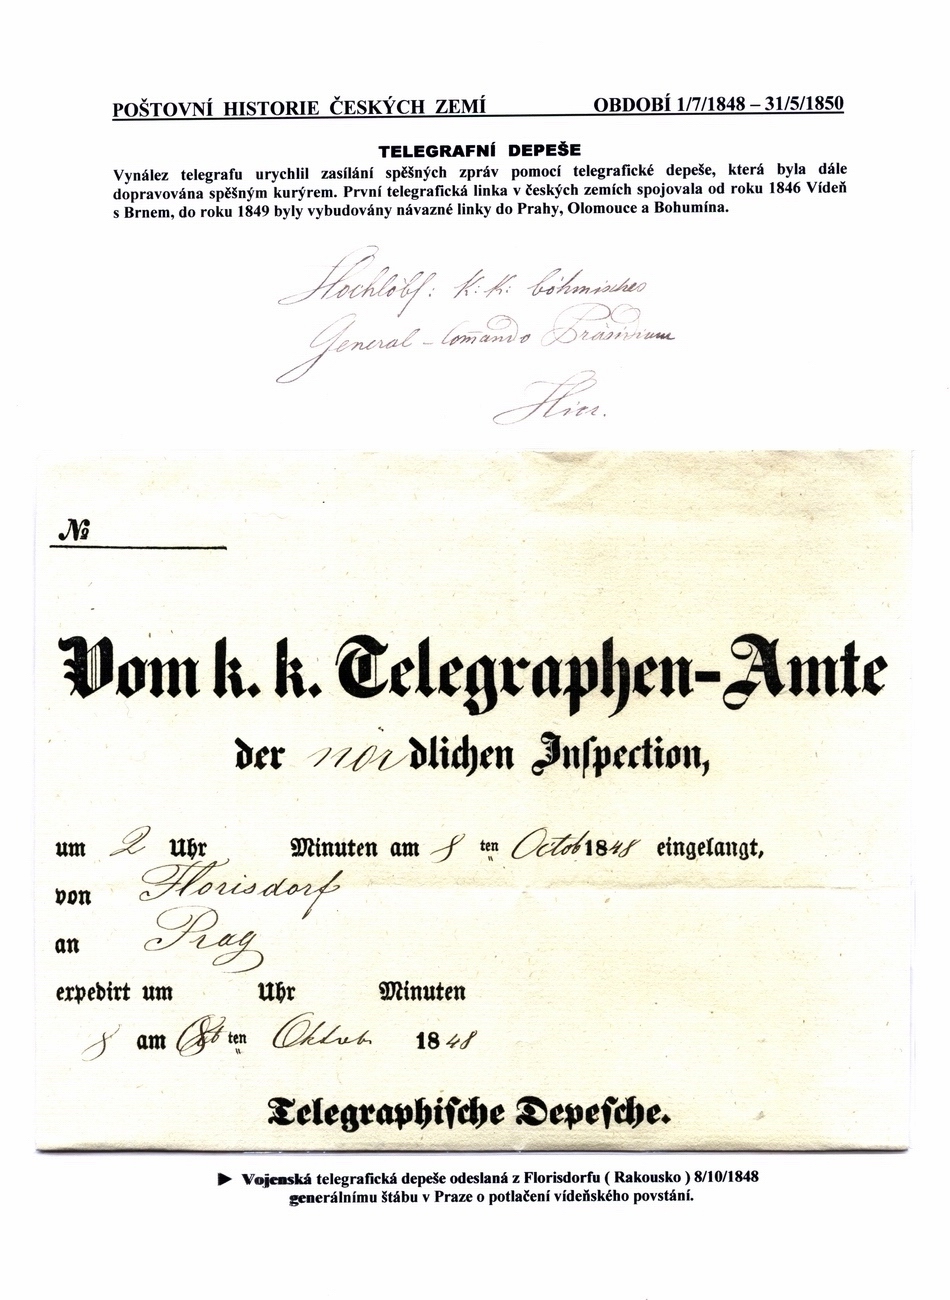 POŠTOVNÍ HISTORIE ČESKÝCH ZEMÍ OBDOBÍ 1/7/1848 – 31/5/1850
TELEGRAFNÍ DEPEŠE
Vynález telegrafu urychlil zasílání spěšných zpráv pomocí telegrafické depeše, která byla dále
dopravována spěšným kurýrem. První telegrafická linka v českých zemích spojovala od roku 1846 Vídeň
s Brnem, do roku 1849 byly vybudovány návazné linky do Prahy, Olomouce a Bohumína.
Hochlöbl: K: K: böhmisches
General – Comando Präsidium
Hier.
№
Vom k. k. Telegraphen-Amte
der nördlichen Inspection,
um 2 Uhr Minuten am 8 ten Octob 1848 eingelangt,
von Florisdorf
an Prag
expedirt um Uhr Minuten
8 am ten Oktob. 1848
Telegraphische Depesche.
► Vojenská telegrafická depeše odeslaná z Florisdorfu ( Rakousko ) 8/10/1848
generálnímu štábu v Praze o potlačení vídeňského povstání.